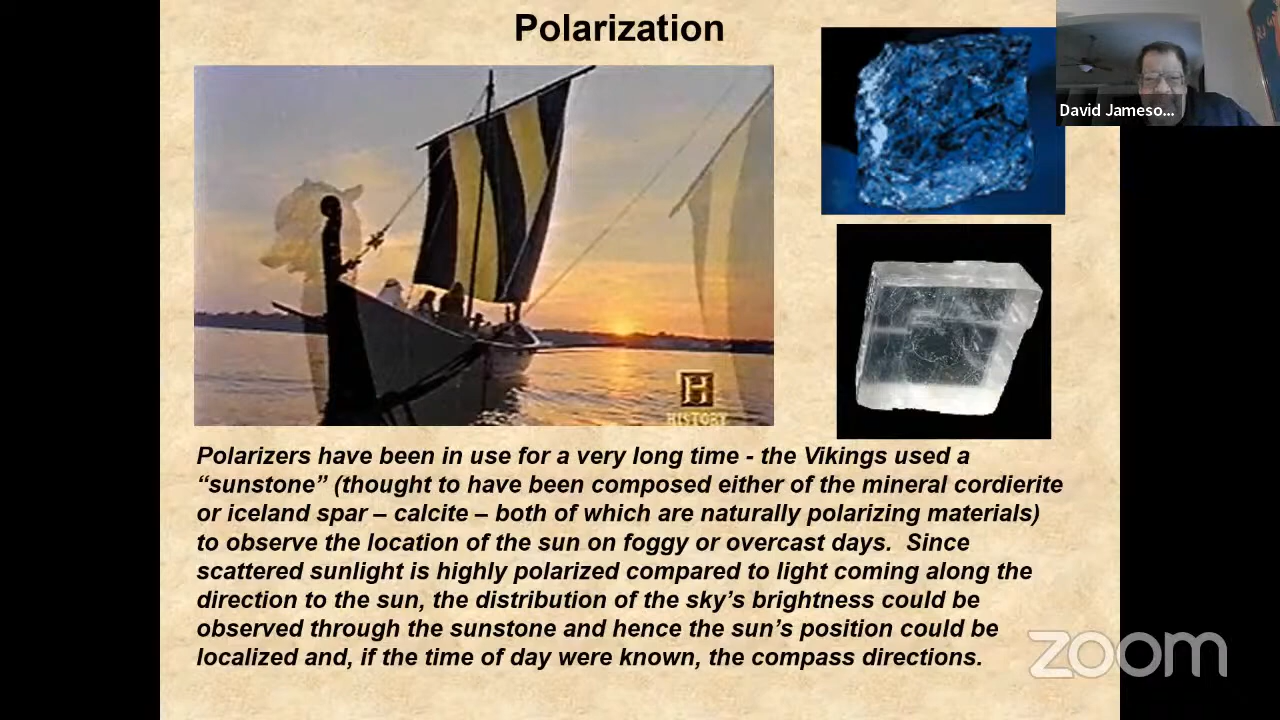 Polarization
David Jameso...
H
HISTORY
Polarizers have been in use for a very long time - the Vikings used a
“sunstone” (thought to have been composed either of the mineral cordierite
or iceland spar – calcite – both of which are naturally polarizing materials)
to observe the location of the sun on foggy or overcast days.  Since
scattered sunlight is highly polarized compared to light coming along the
direction to the sun, the distribution of the sky’s brightness could be
observed through the sunstone and hence the sun’s position could be
localized and, if the time of day were known, the compass directions.
zoom